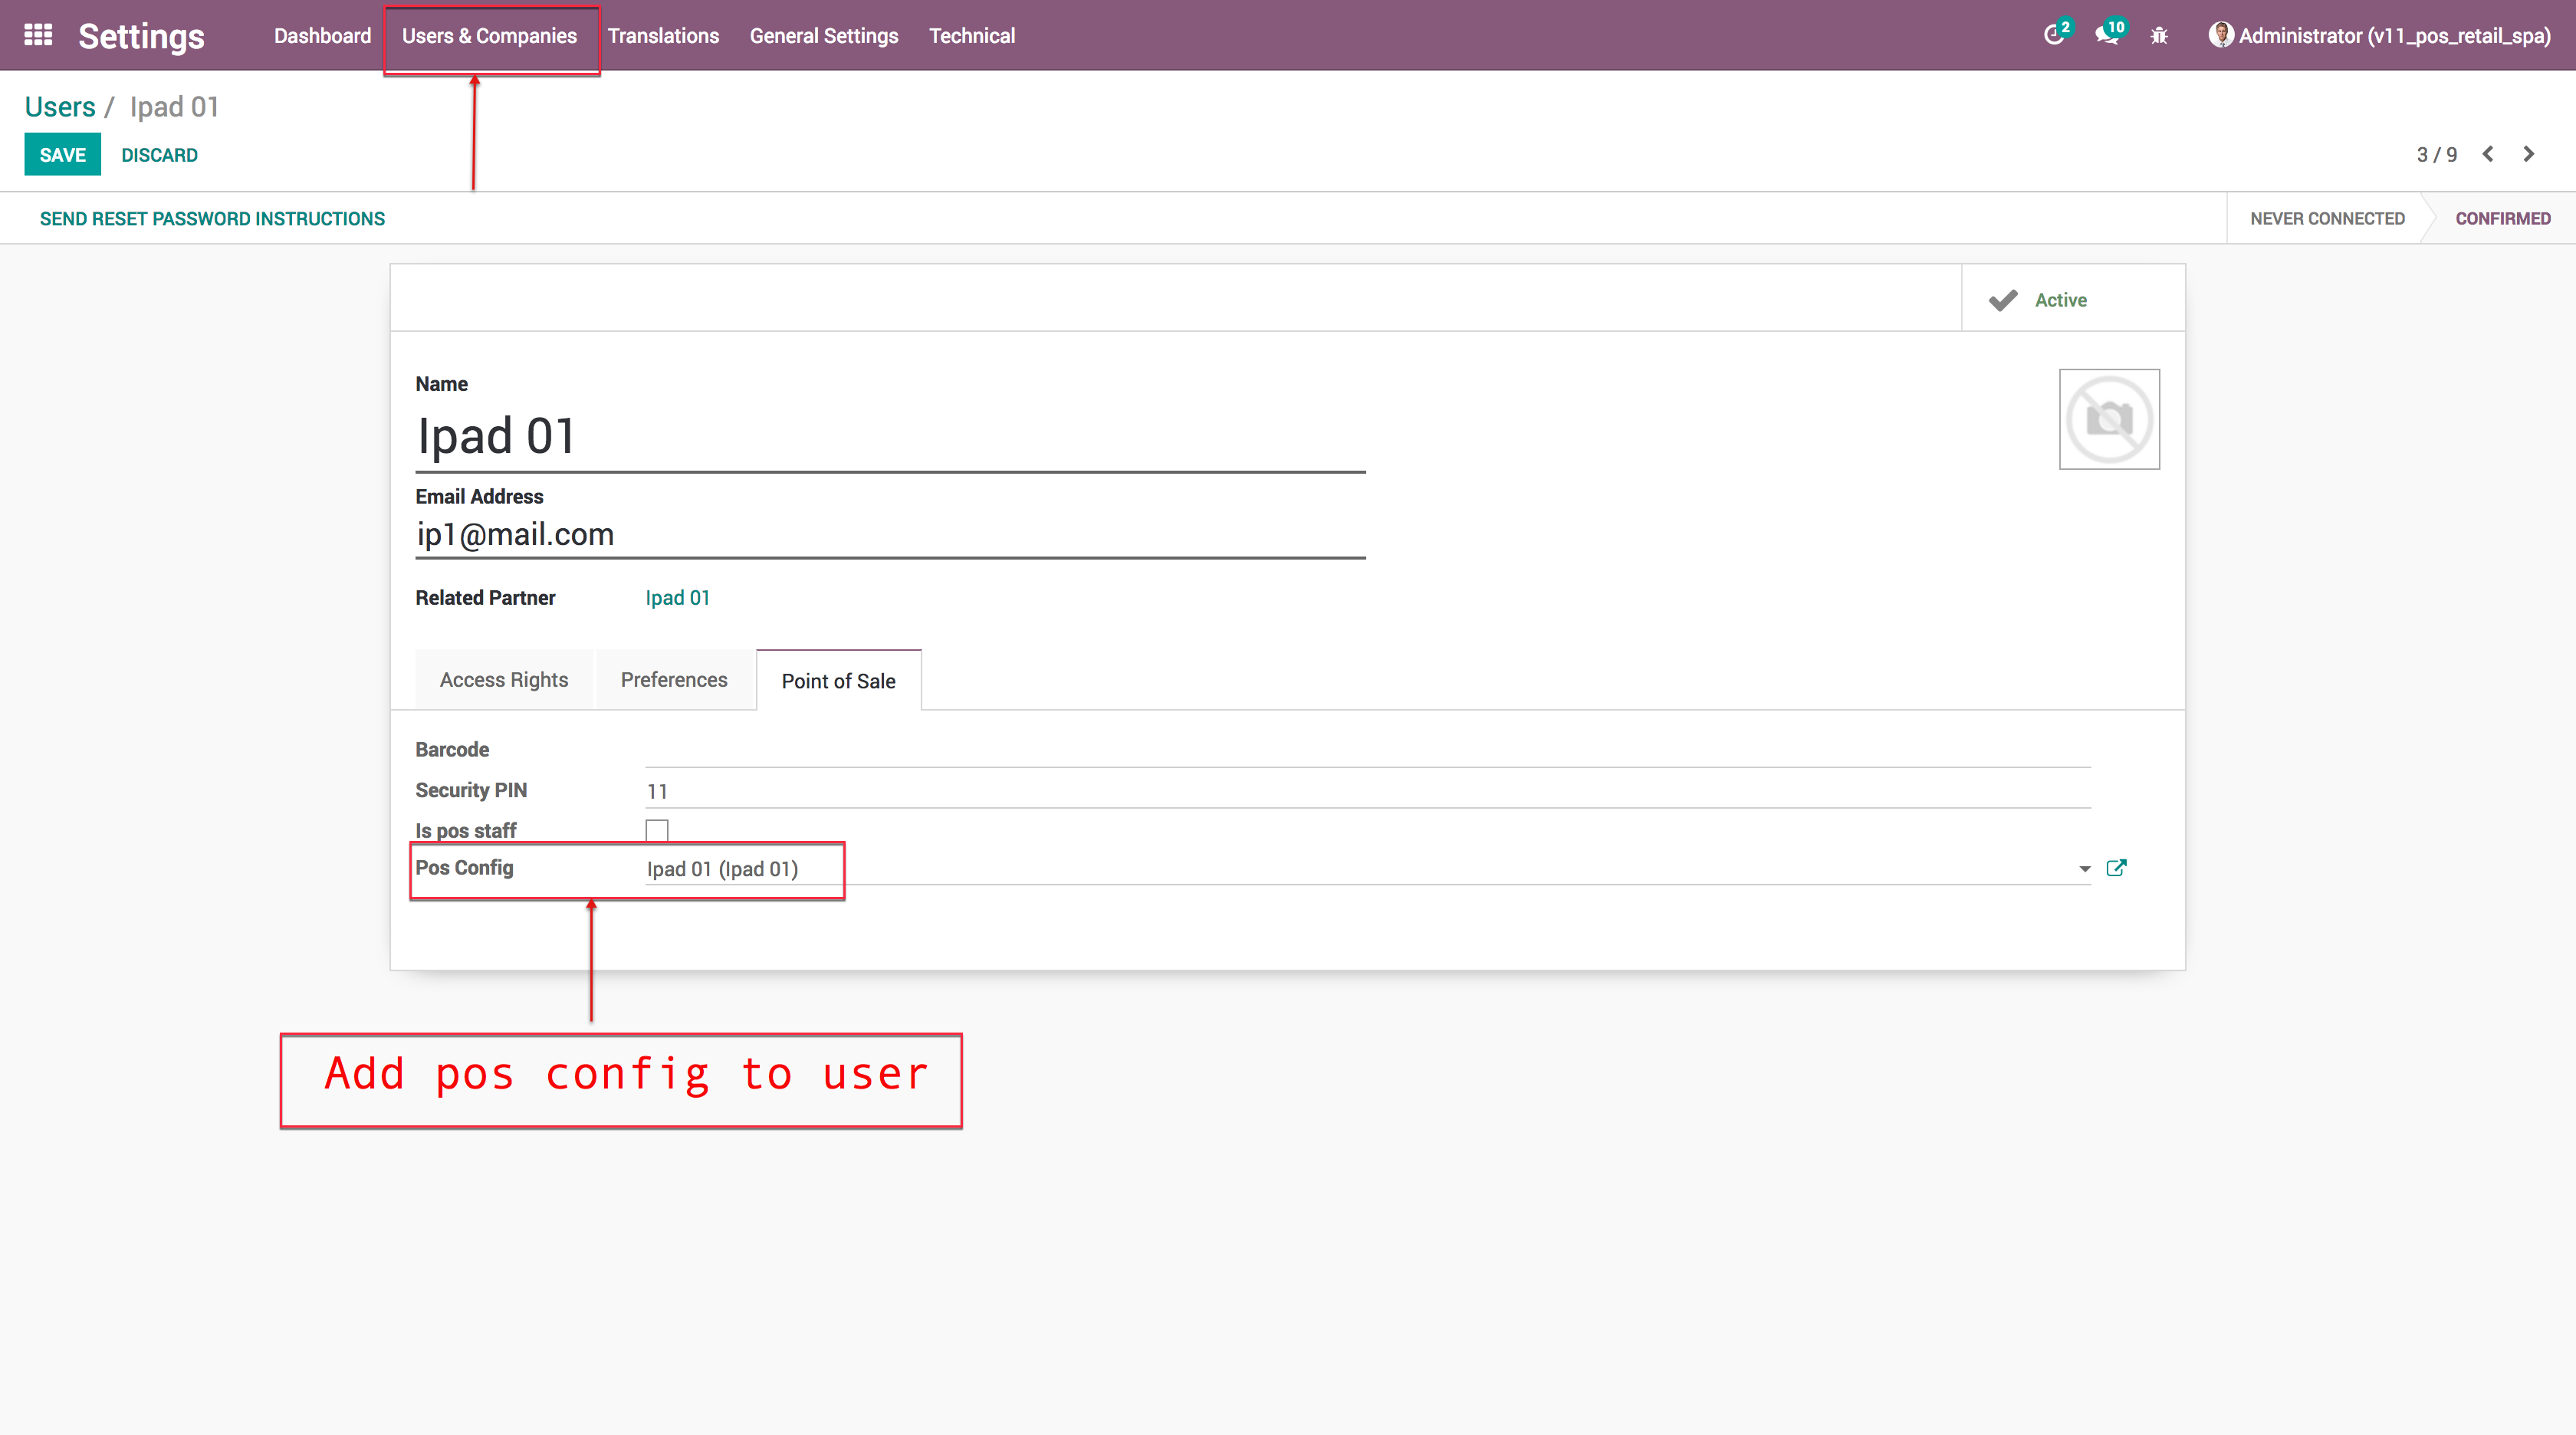 Settings Dashboard Users & Companies Translations General Settings Technical 2 10 Administrator (v11_pos_retail_spa)
Users / Ipad 01
SAVE DISCARD 3 / 9
SEND RESET PASSWORD INSTRUCTIONS NEVER CONNECTED CONFIRMED
Active
Name
Ipad 01
Email Address
ip1@mail.com
Related Partner Ipad 01
Access Rights Preferences Point of Sale
Barcode
Security PIN 11
Is pos staff
Pos Config Ipad 01 (Ipad 01)
Add pos config to user